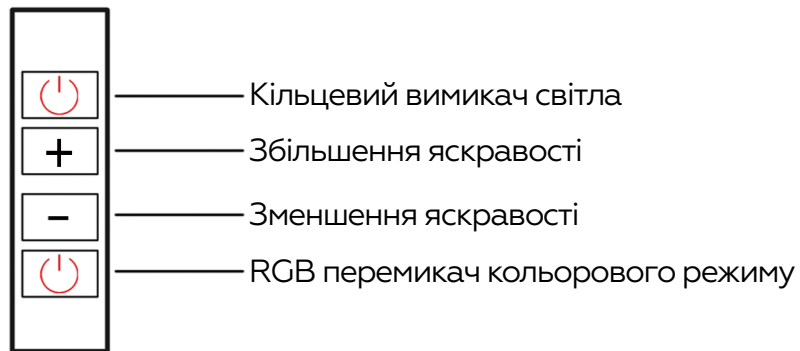 Кільцевий вимикач світла
+ Збільшення яскравості
- Зменшення яскравості
RGB перемикач кольорового режиму